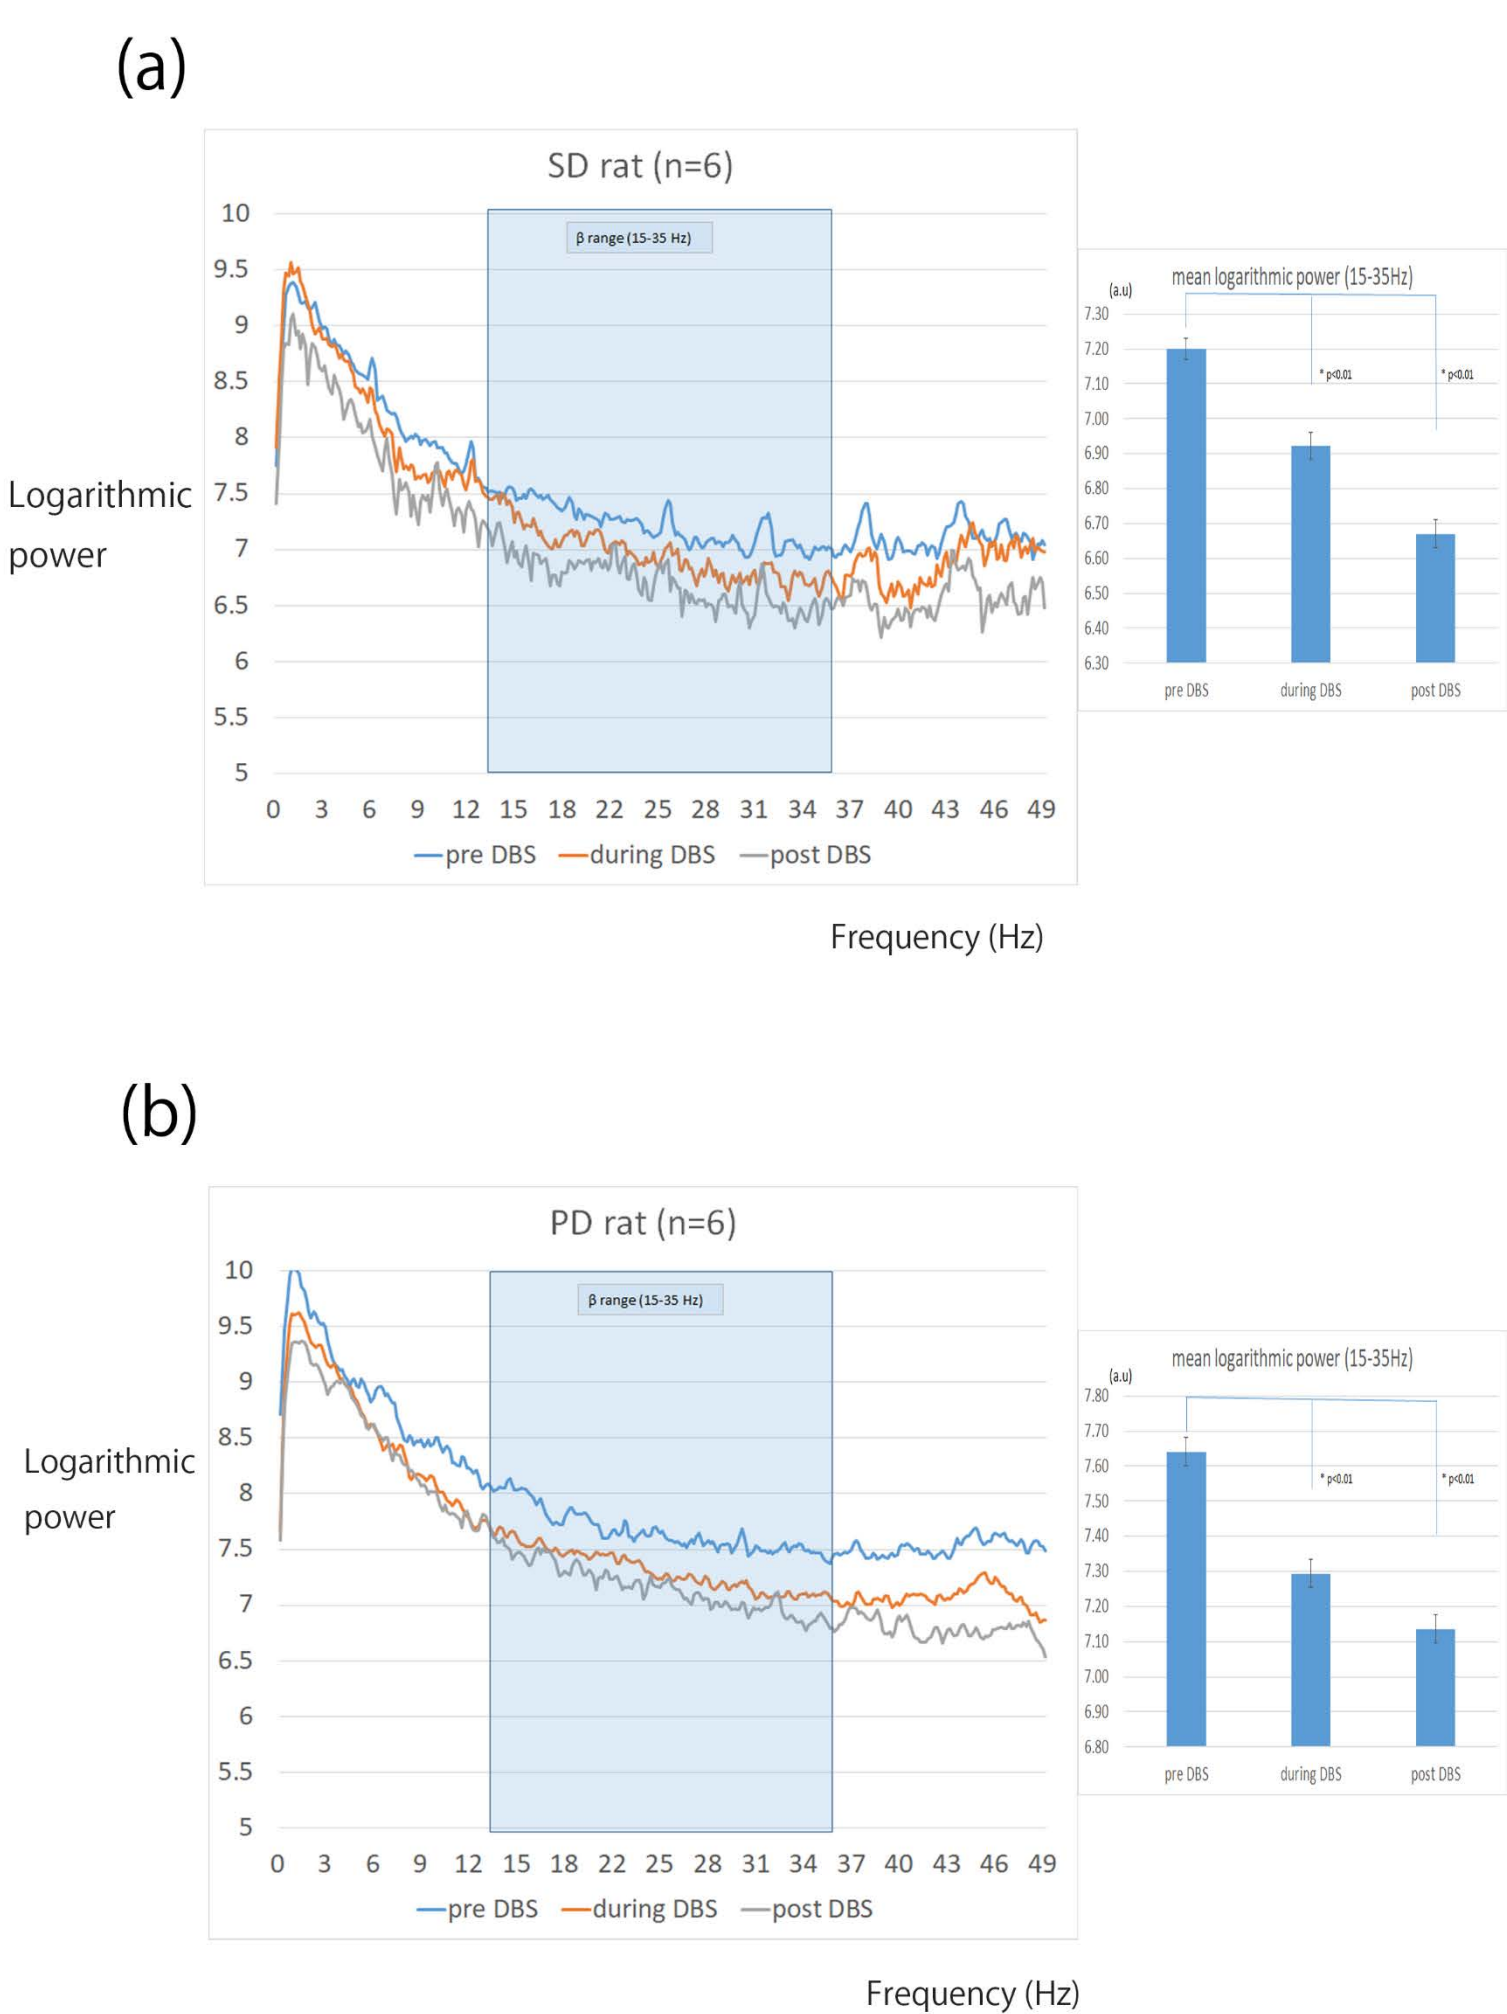 (a)
SD rat (n=6)
β range (15-35 Hz)
10
9.5
9
8.5
8
7.5
7
6.5
6
5.5
5
0 3 6 9 12 15 18 22 25 28 31 34 37 40 43 46 49
pre DBS during DBS post DBS
Logarithmic
power
Frequency (Hz)
mean logarithmic power (15-35Hz)
(a.u)
7.30
7.20
7.10
7.00
6.90
6.80
6.70
6.60
6.50
6.40
6.30
* p<0.01 * p<0.01
pre DBS during DBS post DBS
(b)
PD rat (n=6)
β range (15-35 Hz)
10
9.5
9
8.5
8
7.5
7
6.5
6
5.5
5
0 3 6 9 12 15 18 22 25 28 31 34 37 40 43 46 49
pre DBS during DBS post DBS
Logarithmic
power
Frequency (Hz)
mean logarithmic power (15-35Hz)
(a.u)
7.80
7.70
7.60
7.50
7.40
7.30
7.20
7.10
7.00
6.90
6.80
* p<0.01 * p<0.01
pre DBS during DBS post DBS